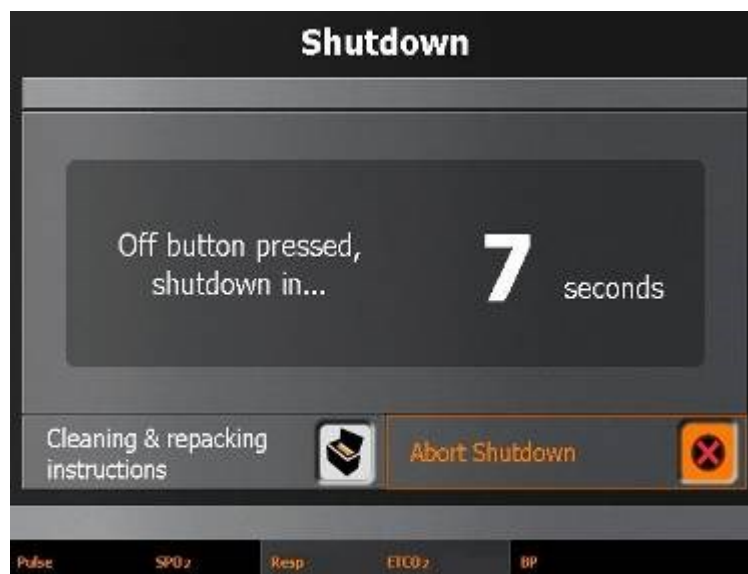 Shutdown
Off button pressed,
shutdown in...
7 seconds
Cleaning & repacking
instructions
Abort Shutdown
Pulse SPO₂ Resp ETCO₂ BP